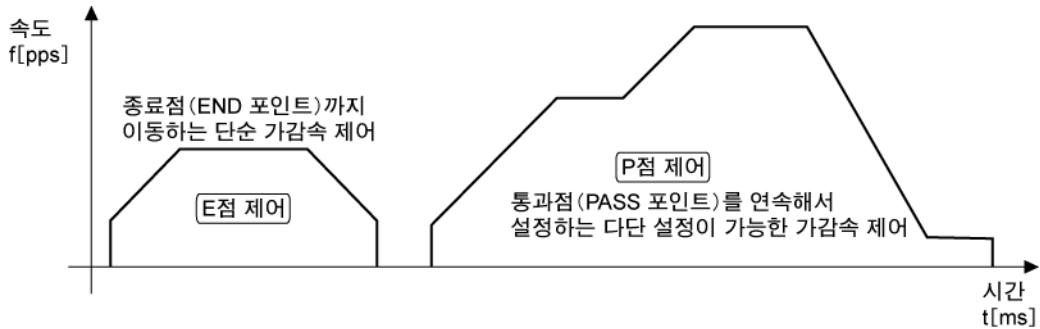 속도
f[pps]
종료점(END 포인트)까지
이동하는 단순 가감속 제어
E점 제어
P점 제어
통과점(PASS 포인트)를 연속해서
설정하는 다단 설정이 가능한 가감속 제어
시간
t[ms]